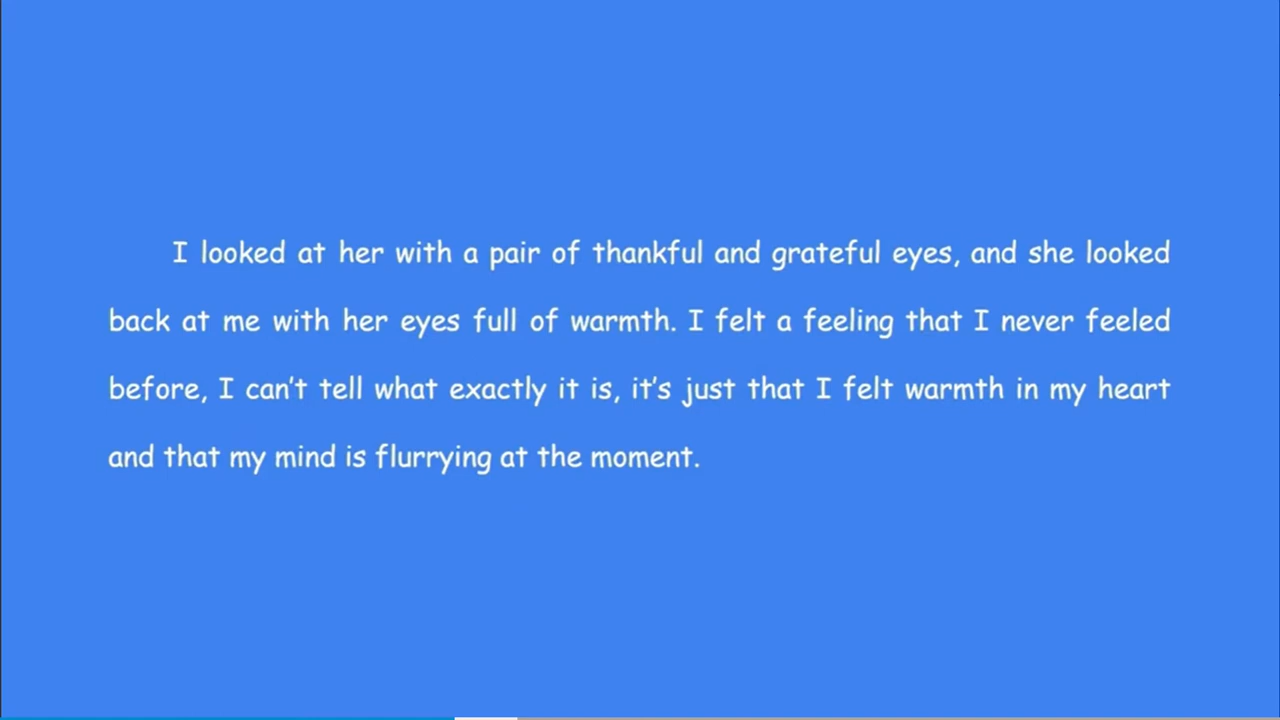 I looked at her with a pair of thankful and grateful eyes, and she looked
back at me with her eyes full of warmth. I felt a feeling that I never feeled
before, I can't tell what exactly it is, it's just that I felt warmth in my heart
and that my mind is flurrying at the moment.